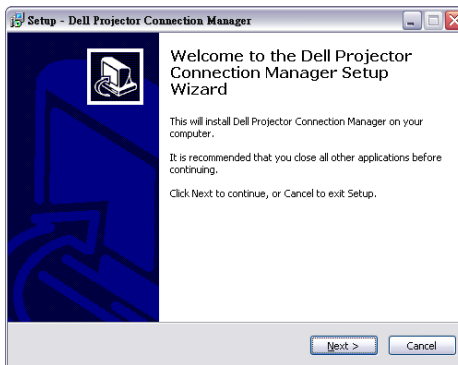 Setup - Dell Projector Connection Manager
Welcome to the Dell Projector
Connection Manager Setup
Wizard
This will install Dell Projector Connection Manager on your
computer.
It is recommended that you close all other applications before
continuing.
Click Next to continue, or Cancel to exit Setup.
Next >
Cancel